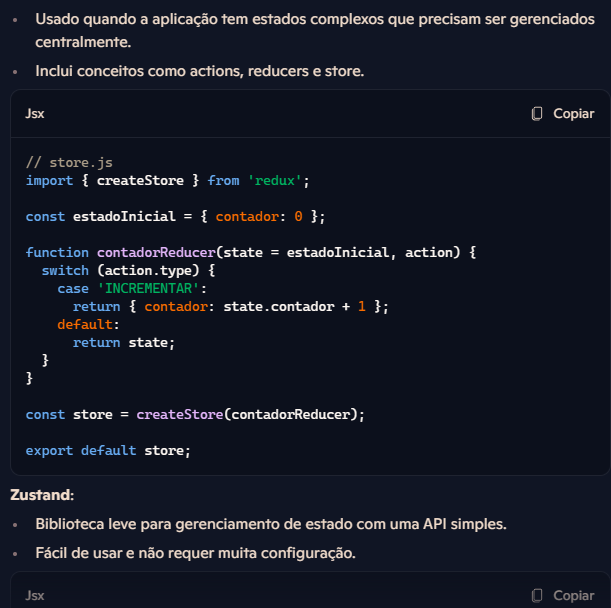 • Usado quando a aplicação tem estados complexos que precisam ser gerenciados
centralmente.
• Inclui conceitos como actions, reducers e store.
Jsx Copiar
// store.js
import { createStore } from 'redux';

const estadoInicial = { contador: 0 };

function contadorReducer(state = estadoInicial, action) {
  switch (action.type) {
    case 'INCREMENTAR':
      return { contador: state.contador + 1 };
    default:
      return state;
  }
}

const store = createStore(contadorReducer);

export default store;
Zustand:
• Biblioteca leve para gerenciamento de estado com uma API simples.
• Fácil de usar e não requer muita configuração.
Jsx Copiar